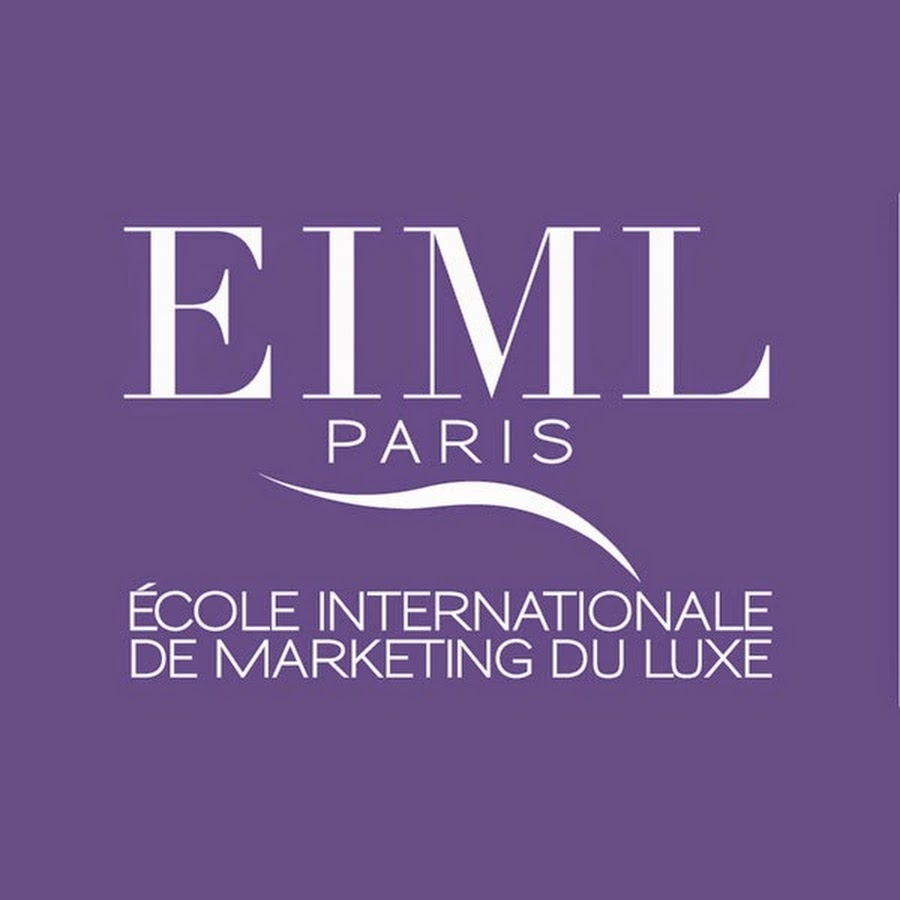 EIML
PARIS
ÉCOLE INTERNATIONALE
DE MARKETING DU LUXE